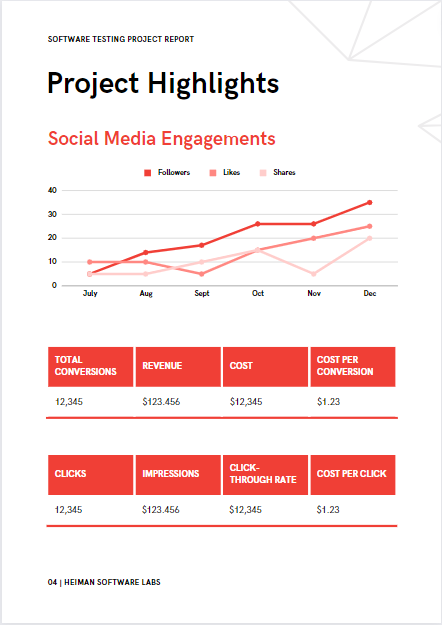 SOFTWARE TESTING PROJECT REPORT
Project Highlights
Social Media Engagements
Followers Likes Shares
40
30
20
10
0
July Aug Sept Oct Nov Dec
TOTAL CONVERSIONS REVENUE COST COST PER CONVERSION
12,345 $123.456 $12,345 $1.23
CLICKS IMPRESSIONS CLICK-THROUGH RATE COST PER CLICK
12,345 $123.456 $12,345 $1.23
04 | HEIMAN SOFTWARE LABS